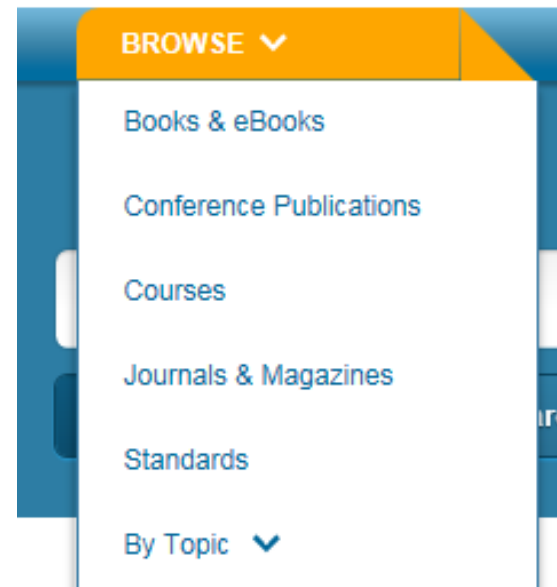 BROWSE
Books & eBooks
Conference Publications
Courses
Journals & Magazines
Standards
By Topic